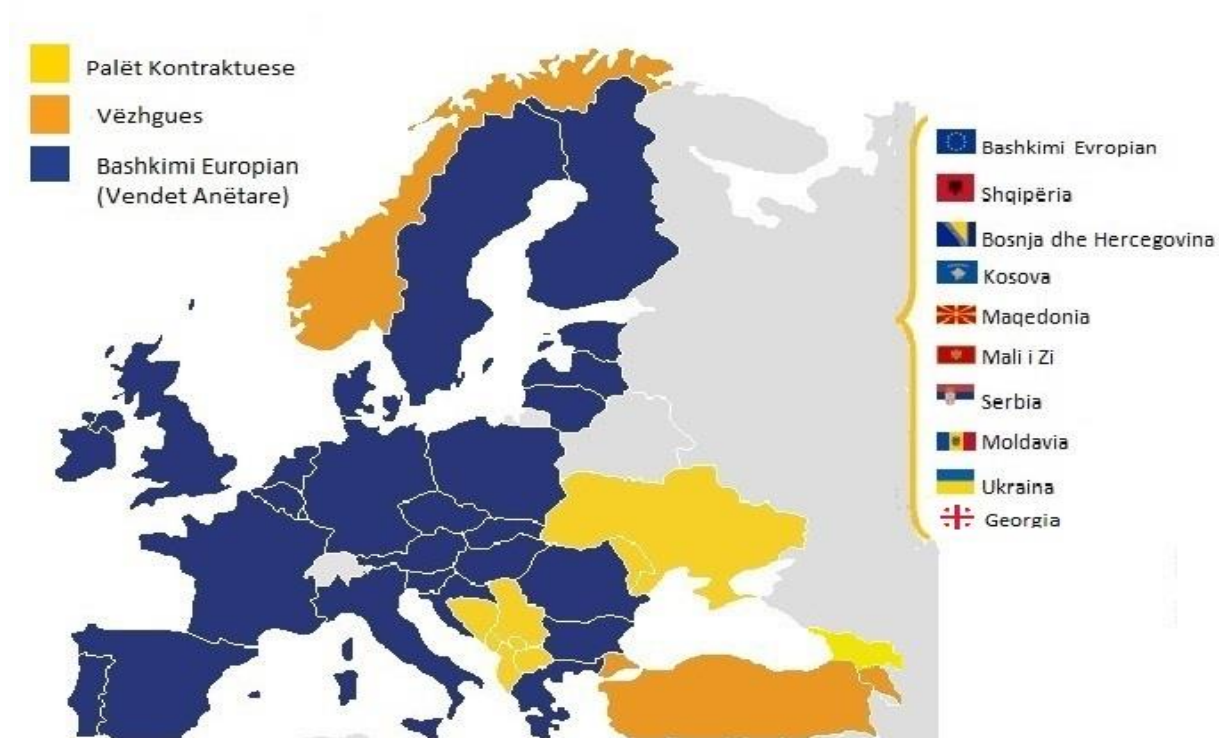 Palët Kontraktuese
Vëzhgues
Bashkimi Europian
(Vendet Anëtare)
Bashkimi Evropian
Shqipëria
Bosnja dhe Hercegovina
Kosova
Maqedonia
Mali i Zi
Serbia
Moldavia
Ukraina
Georgia